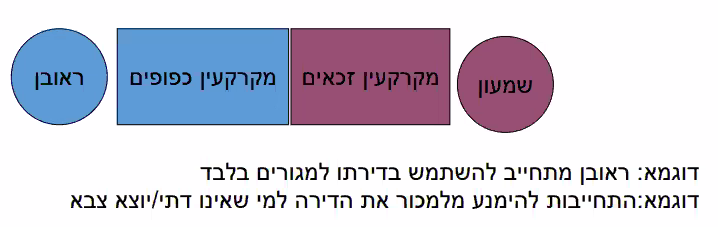 שמעון
מקרקעין זכאים
מקרקעין כפופים
ראובן
דוגמא: ראובן מתחייב להשתמש בדירתו למגורים בלבד
דוגמא:התחייבות להימנע מלמכור את הדירה למי שאינו דתי/יוצא צבא